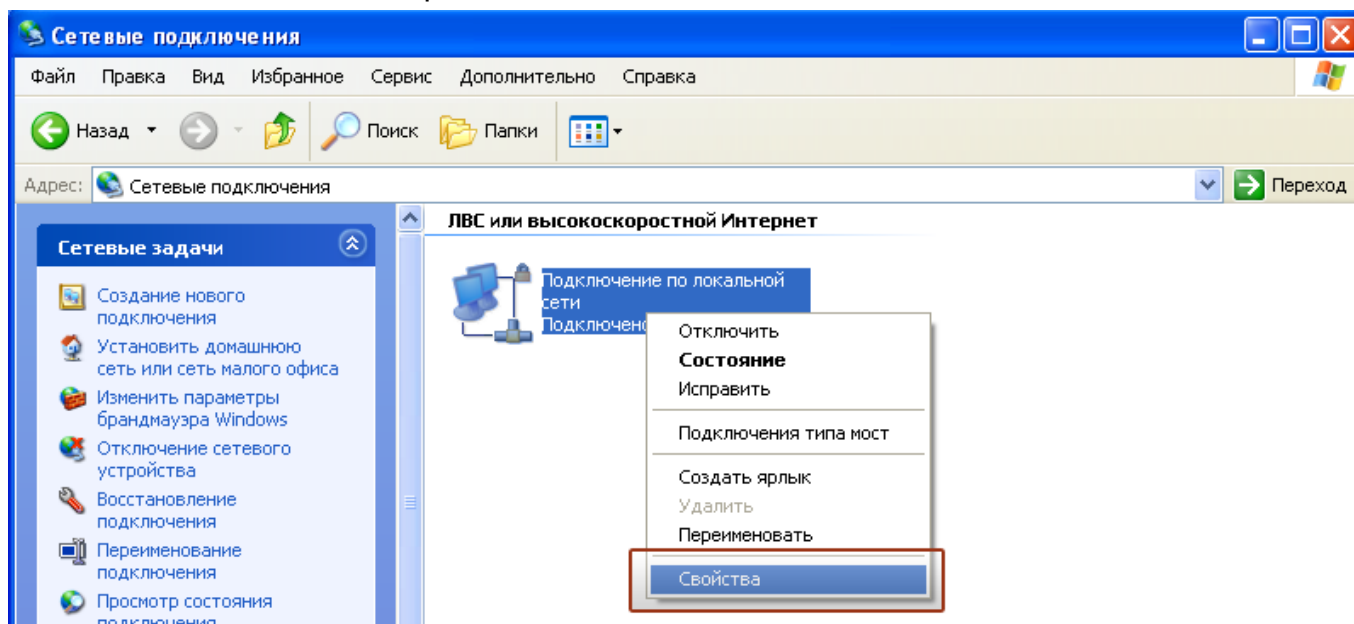 Сетевые подключения
Файл Правка Вид Избранное Сервис Дополнительно Справка
Назад Поиск Папки
Адрес: Сетевые подключения Переход
Сетевые задачи
Создание нового
подключения
Установить домашнюю
сеть или сеть малого офиса
Изменить параметры
брандмауэра Windows
Отключение сетевого
устройства
Восстановление
подключения
Переименование
подключения
Просмотр состояния
подключения
ЛВС или высокоскоростной Интернет
Подключение по локальной
сети
Подключено
Отключить
Состояние
Исправить
Подключения типа мост
Создать ярлык
Удалить
Переименовать
Свойства